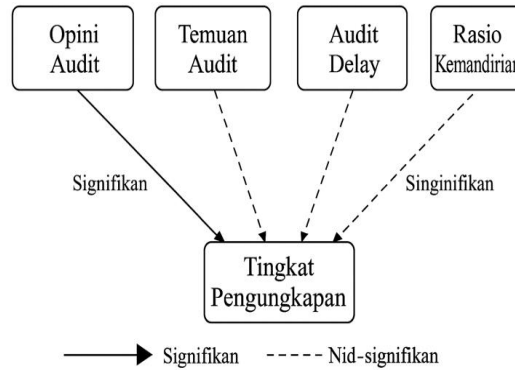 Opini
Audit
Temuan
Audit
Audit
Delay
Rasio
Kemandirian
Signifikan
Singinifikan
Tingkat
Pengungkapan
Signifikan
Nid-signifikan